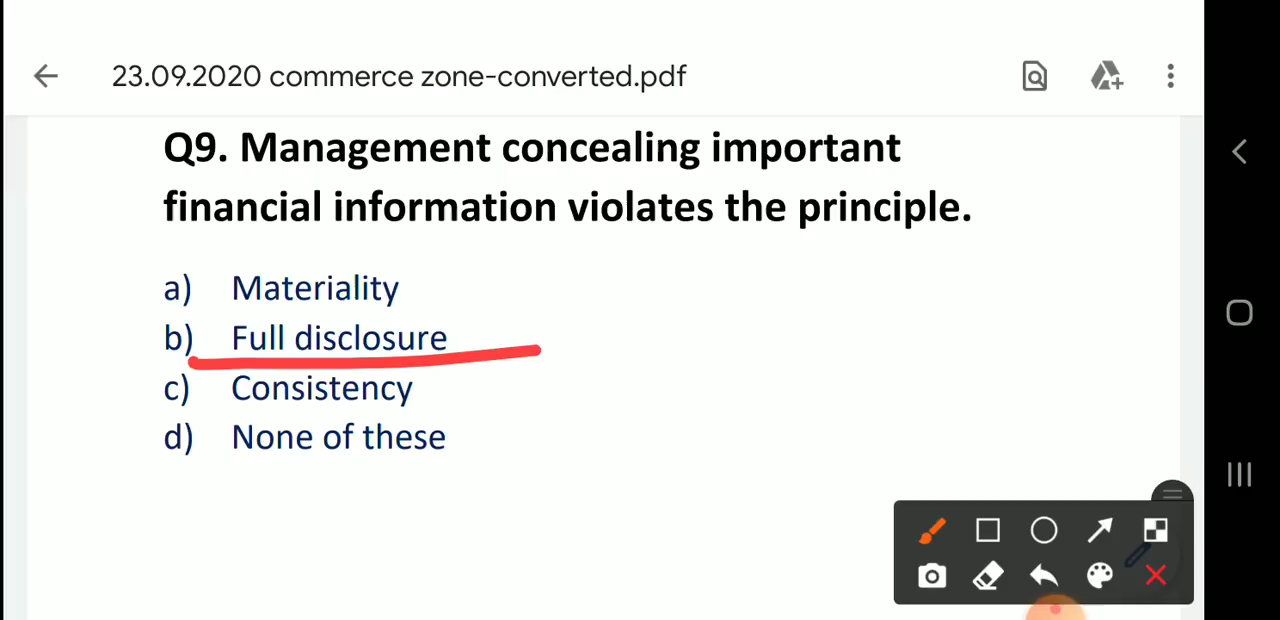 23.09.2020 commerce zone-converted.pdf
Q9. Management concealing important
financial information violates the principle.
a) Materiality
b) Full disclosure
c) Consistency
d) None of these